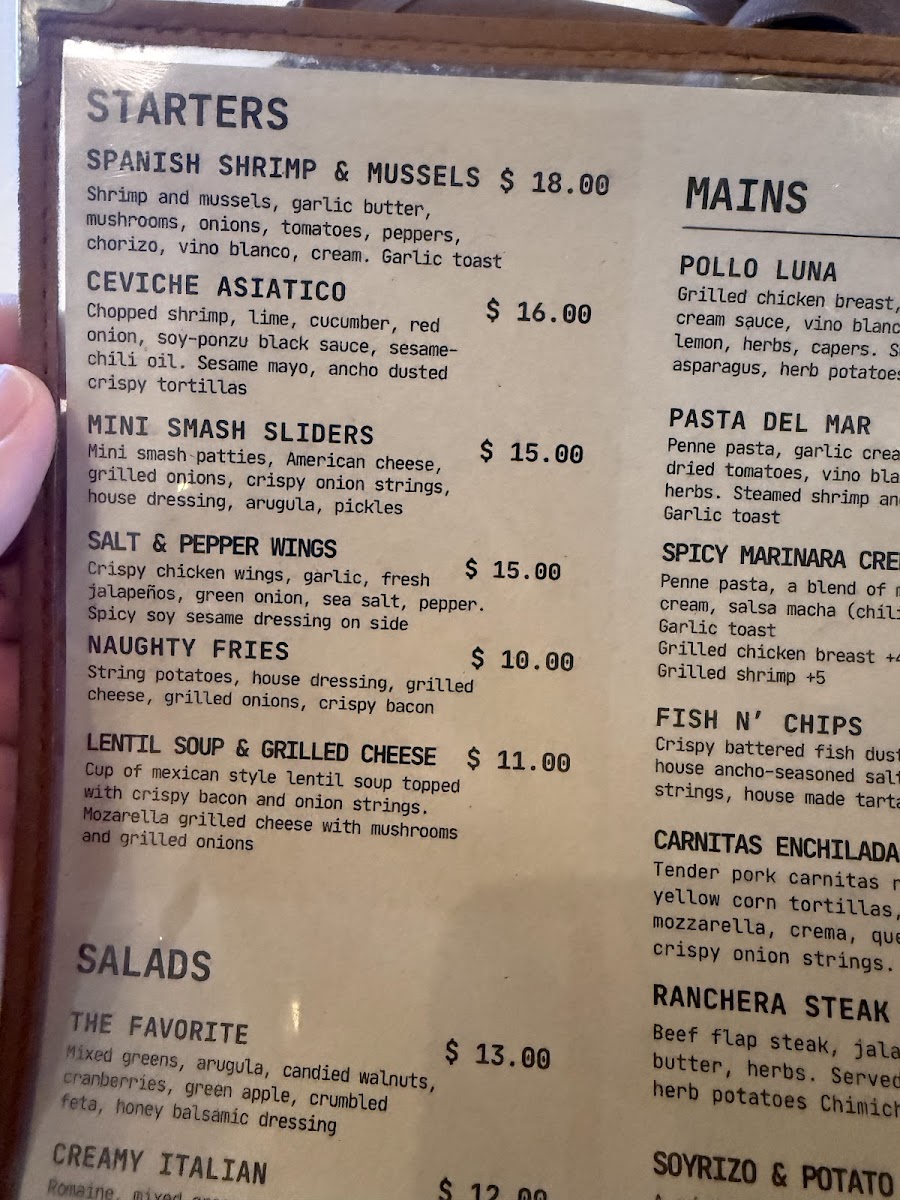 STARTERS
SPANISH SHRIMP & MUSSELS $ 18.00
Shrimp and mussels, garlic butter,
mushrooms, onions, tomatoes, peppers,
chorizo, vino blanco, cream. Garlic toast
CEVICHE ASIATICO $ 16.00
Chopped shrimp, lime, cucumber, red
onion, soy-ponzu black sauce, sesame-
chili oil. Sesame mayo, ancho dusted
crispy tortillas
MINI SMASH SLIDERS $ 15.00
Mini smash patties, American cheese,
grilled onions, crispy onion strings,
house dressing, arugula, pickles
SALT & PEPPER WINGS $ 15.00
Crispy chicken wings, garlic, fresh
jalapeños, green onion, sea salt, pepper.
Spicy soy sesame dressing on side
NAUGHTY FRIES $ 10.00
String potatoes, house dressing, grilled
cheese, grilled onions, crispy bacon
LENTIL SOUP & GRILLED CHEESE $ 11.00
Cup of mexican style lentil soup topped
with crispy bacon and onion strings.
Mozarella grilled cheese with mushrooms
and grilled onions
SALADS
THE FAVORITE $ 13.00
Mixed greens, arugula, candied walnuts,
cranberries, green apple, crumbled
feta, honey balsamic dressing
CREAMY ITALIAN $ 12.00
Romaine, mixed
MAINS
POLLO LUNA
Grilled chicken breast,
cream sauce, vino
lemon, herbs, capers.
asparagus, herb potatoes
PASTA DEL MAR
Penne pasta, garlic
dried tomatoes, vino
herbs. Steamed shrimp
Garlic toast
SPICY MARINARA
Penne pasta, a blend of
cream, salsa macha
Garlic toast
Grilled chicken breast +4
Grilled shrimp +5
FISH N' CHIPS
Crispy battered fish
house ancho-seasoned
strings, house made
CARNITAS ENCHILADA
Tender pork carnitas
yellow corn tortillas,
mozzarella, crema,
crispy onion strings.
RANCHERA STEAK
Beef flap steak,
butter, herbs. Served
herb potatoes
SOYRIZO & POTATO